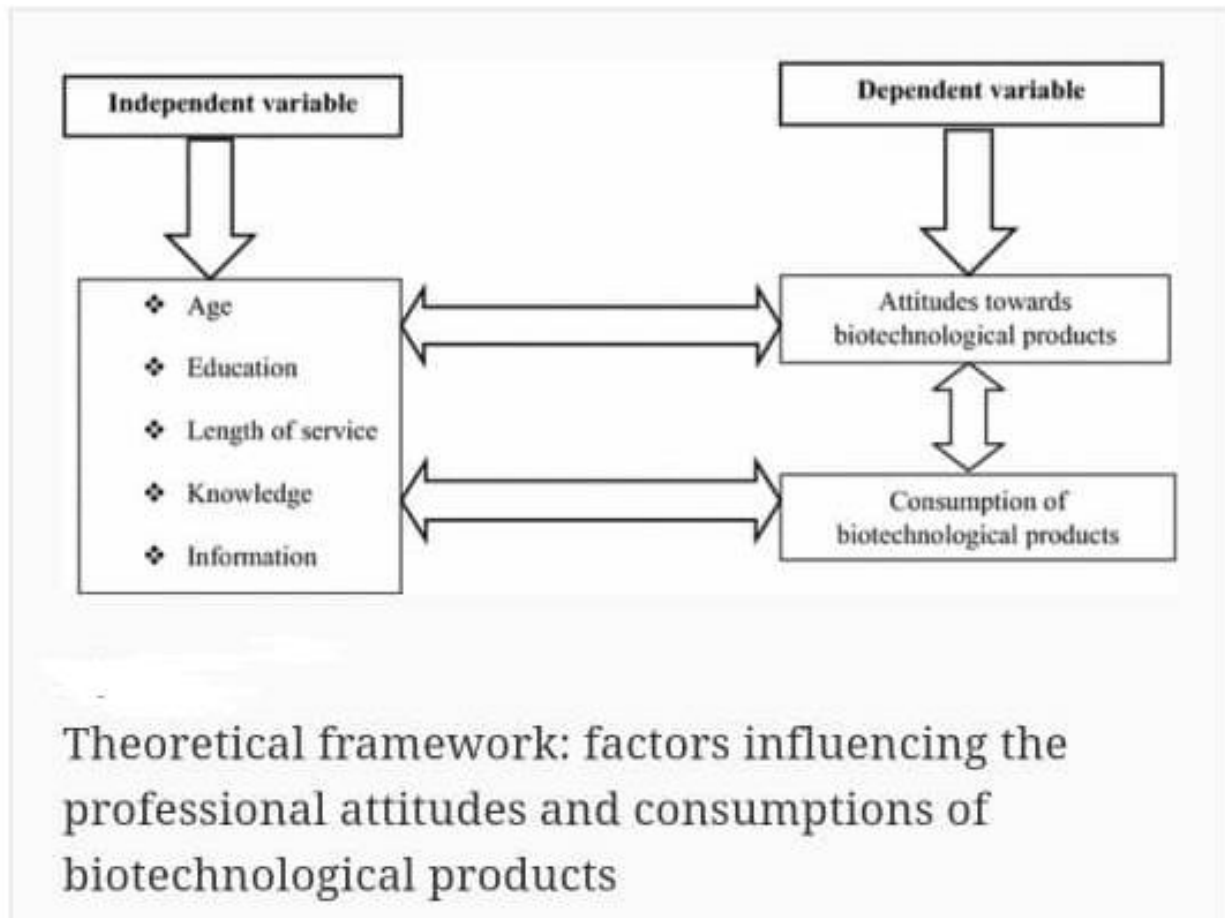 Independent variable
Dependent variable
❖ Age
❖ Education
❖ Length of service
❖ Knowledge
❖ Information
Attitudes towards
biotechnological products
Consumption of
biotechnological products
Theoretical framework: factors influencing the
professional attitudes and consumptions of
biotechnological products